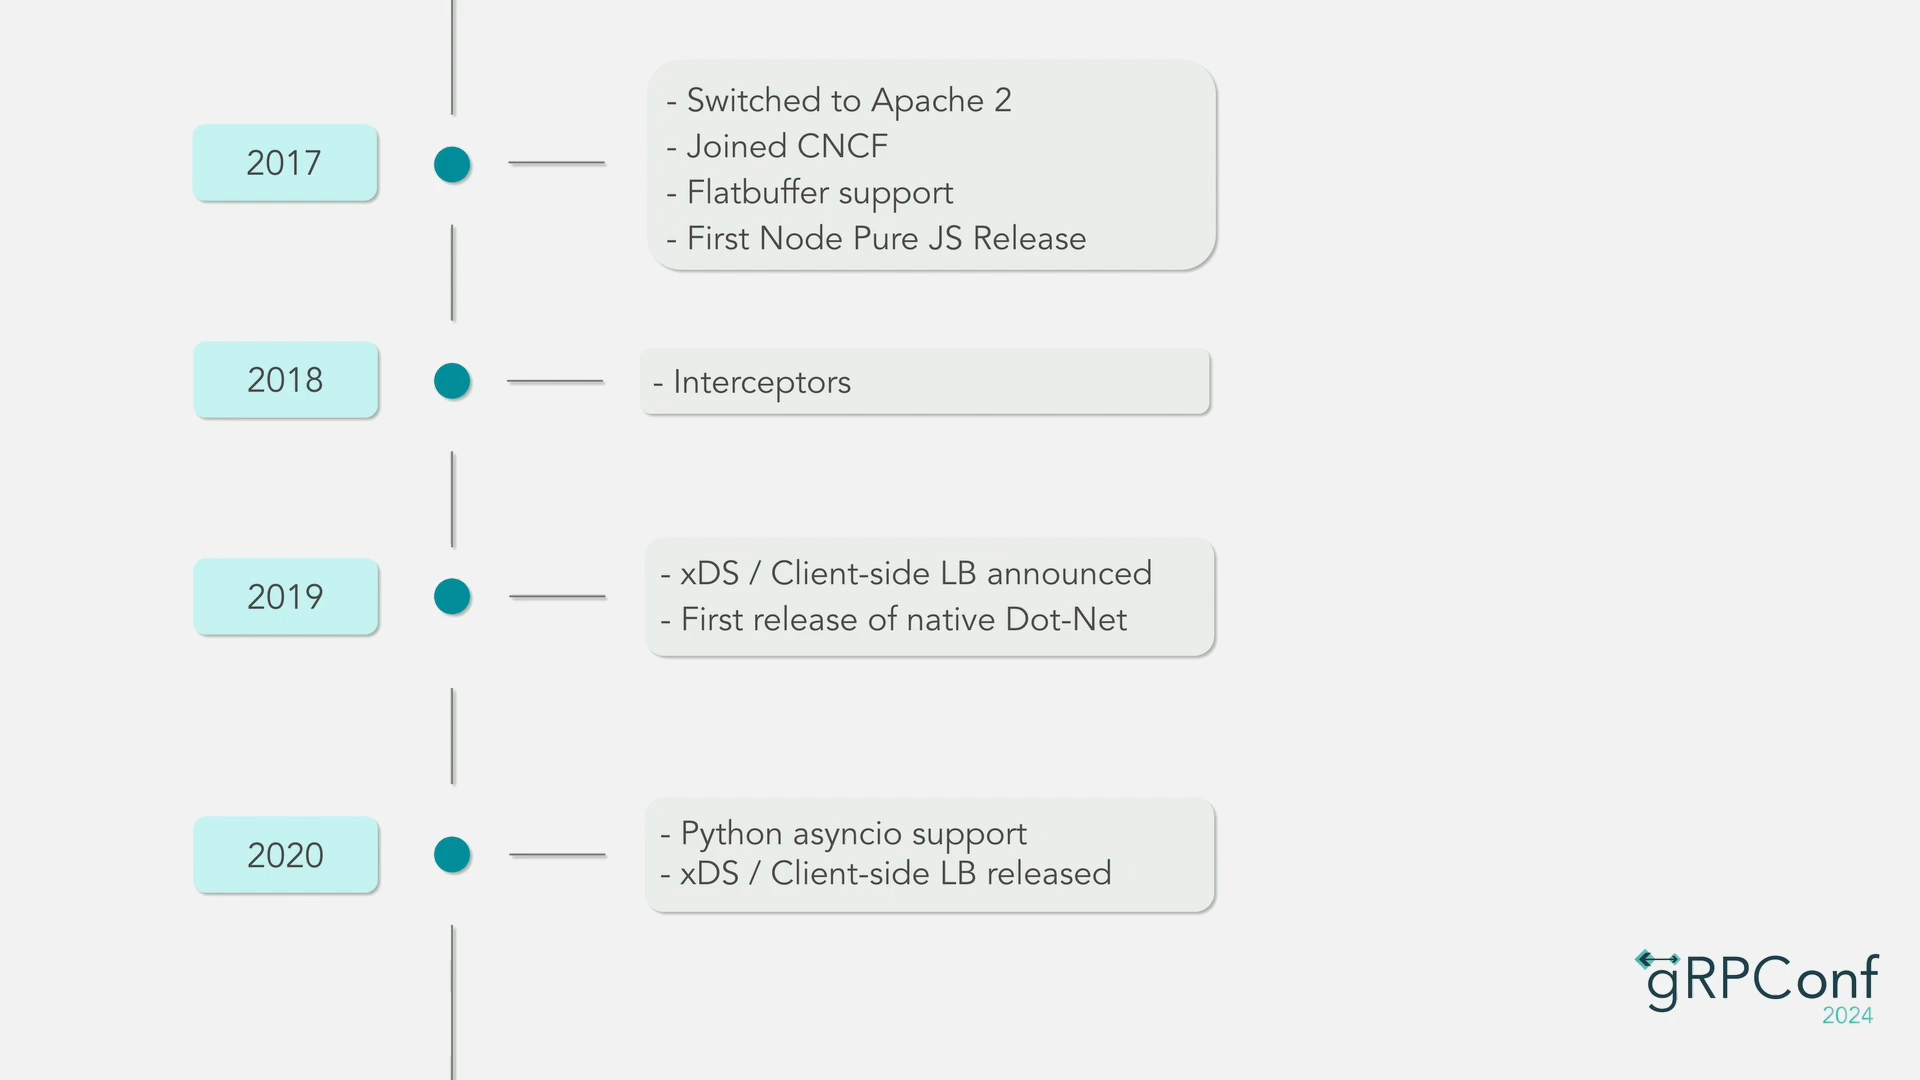 2017
- Switched to Apache 2
- Joined CNCF
- Flatbuffer support
- First Node Pure JS Release
2018
- Interceptors
2019
- xDS / Client-side LB announced
- First release of native Dot-Net
2020
- Python asyncio support
- xDS / Client-side LB released
gRPConf
2024